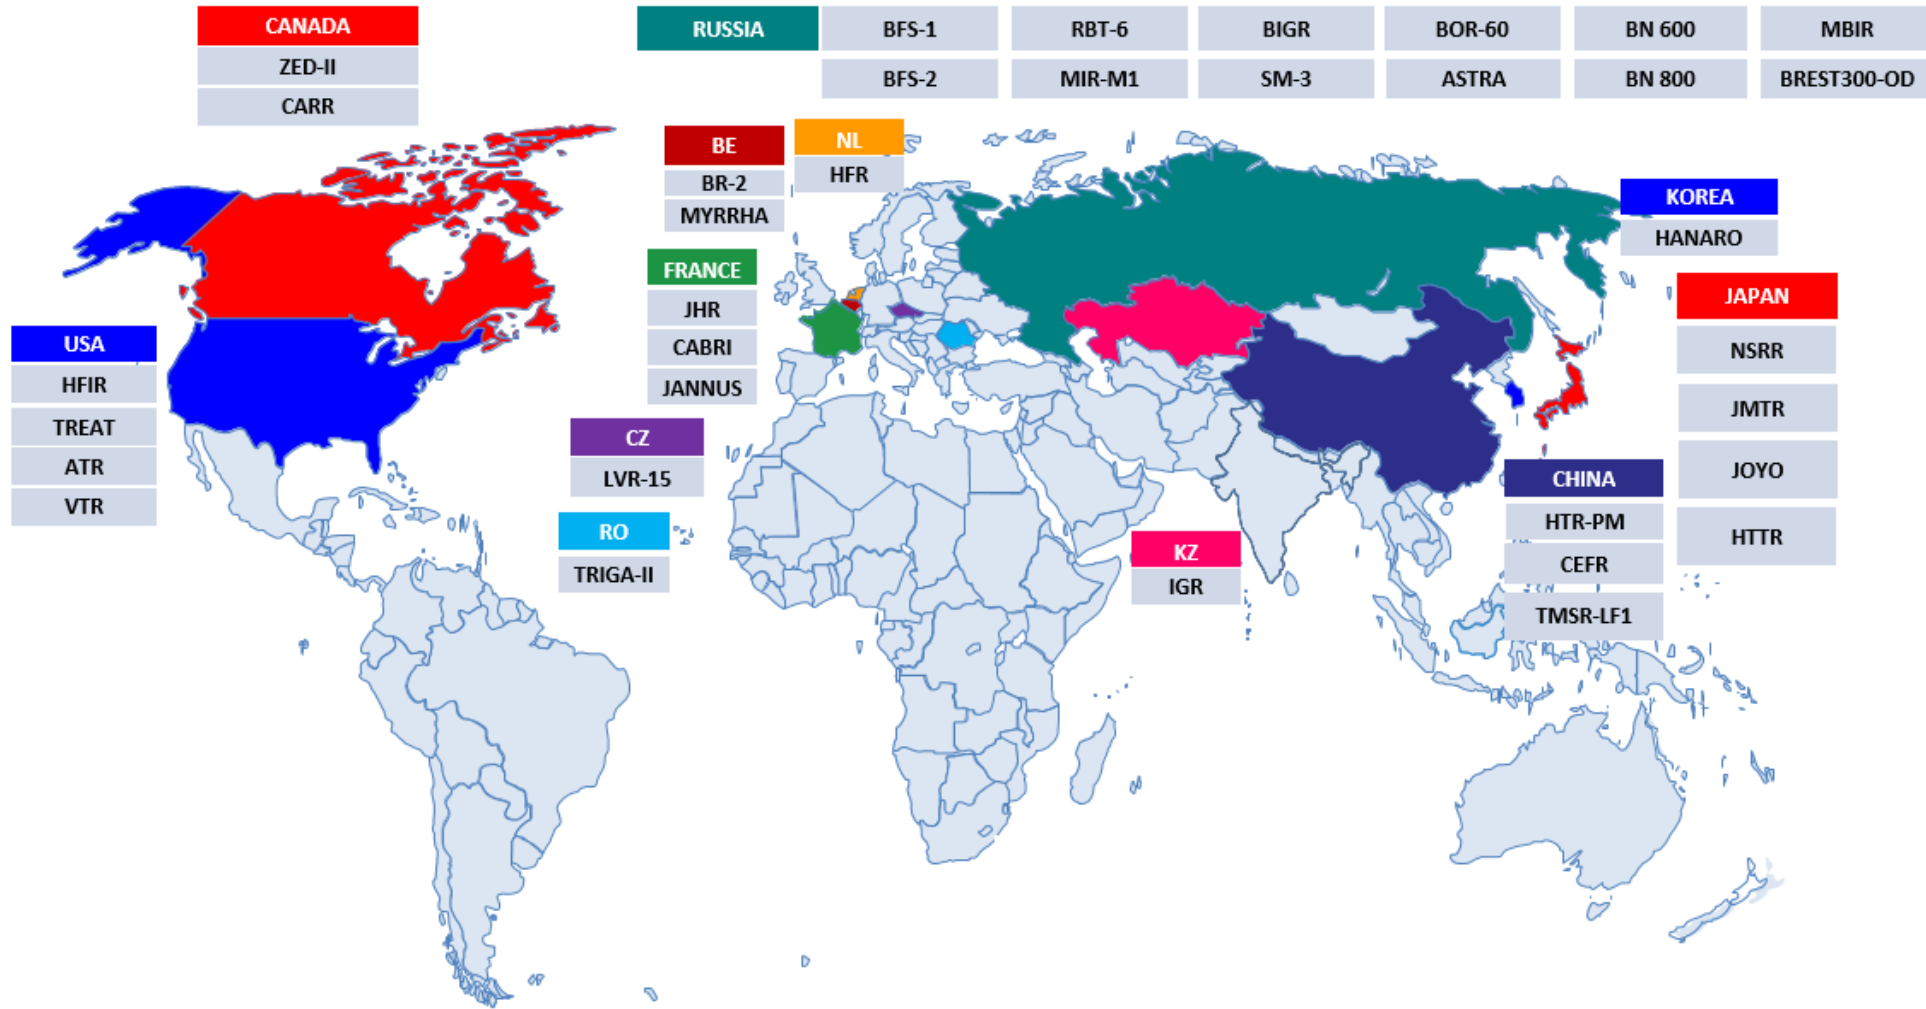 CANADA
ZED-II
CARR
RUSSIA BFS-1 RBT-6 BIGR BOR-60 BN 600 MBIR
BFS-2 MIR-M1 SM-3 ASTRA BN 800 BREST300-OD
BE
BR-2
MYRRHA
NL
HFR
KOREA
HANARO
FRANCE
JHR
CABRI
JANNUS
JAPAN
NSRR
JMTR
JOYO
HTTR
USA
HFIR
TREAT
ATR
VTR
CZ
LVR-15
CHINA
HTR-PM
CEFR
TMSR-LF1
RO
TRIGA-II
KZ
IGR